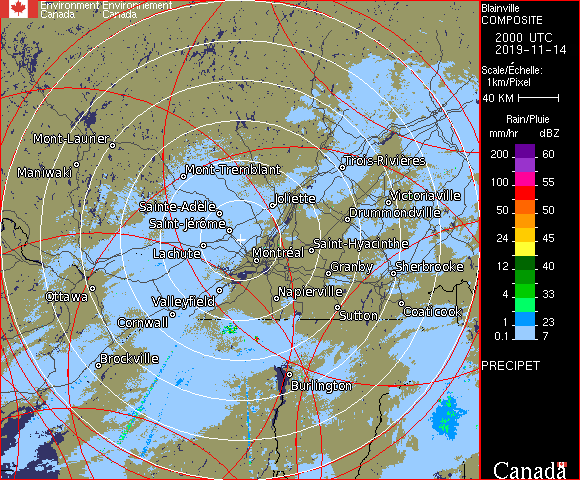 Environment Environnement
Canada Canada
Blainville
COMPOSITE
2000 UTC
2019-11-14
Scale/Échelle:
1km/Pixel
40 KM
Rain/Pluie
mm/hr dBZ
200 60
100 55
50 50
24 45
12 40
4 33
1 23
0.1 7
PRECIPET
Canada
Mont-Laurier
Maniwaki
Mont-Tremblant
Trois-Rivières
Joliette
Victoriaville
Sainte-Adèle
Drummondville
Saint-Jérôme
Lachute
Montréal
Saint-Hyacinthe
Granby
Sherbrooke
Ottawa
Valleyfield
Napierville
Cornwall
Sutton
Coaticook
Brockville
Burlington